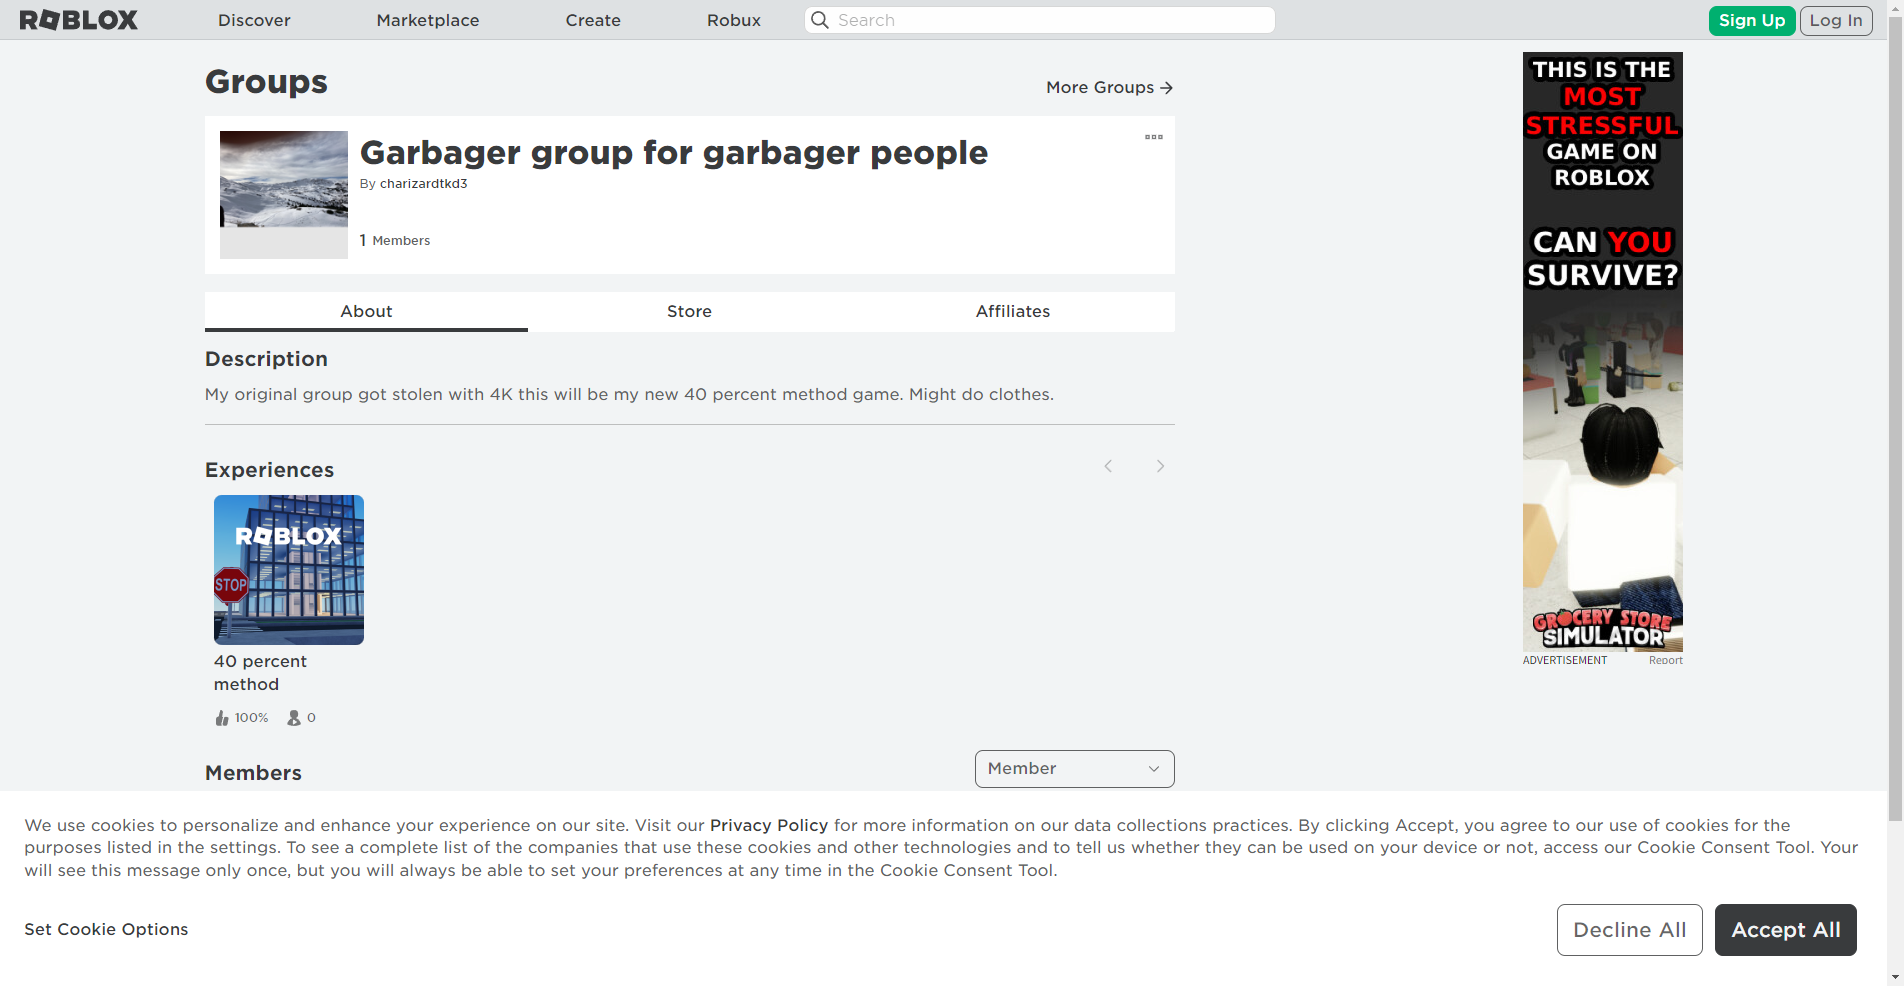 ROBLOX
Discover
Marketplace
Create
Robux
Search
Sign Up
Log In
Groups
More Groups
Garbager group for garbager people
By charizardtkd3
1 Members
About
Store
Affiliates
Description
My original group got stolen with 4K this will be my new 40 percent method game. Might do clothes.
Experiences
ROBLOX
STOP
40 percent
method
100%
0
Members
Member
THIS IS THE
MOST
STRESSFUL
GAME ON
ROBLOX
CAN YOU
SURVIVE?
GROCERY STORE
SIMULATOR
ADVERTISEMENT
Report
We use cookies to personalize and enhance your experience on our site. Visit our Privacy Policy for more information on our data collections practices. By clicking Accept, you agree to our use of cookies for the
purposes listed in the settings. To see a complete list of the companies that use these cookies and other technologies and to tell us whether they can be used on your device or not, access our Cookie Consent Tool. Your
will see this message only once, but you will always be able to set your preferences at any time in the Cookie Consent Tool.
Set Cookie Options
Decline All
Accept All